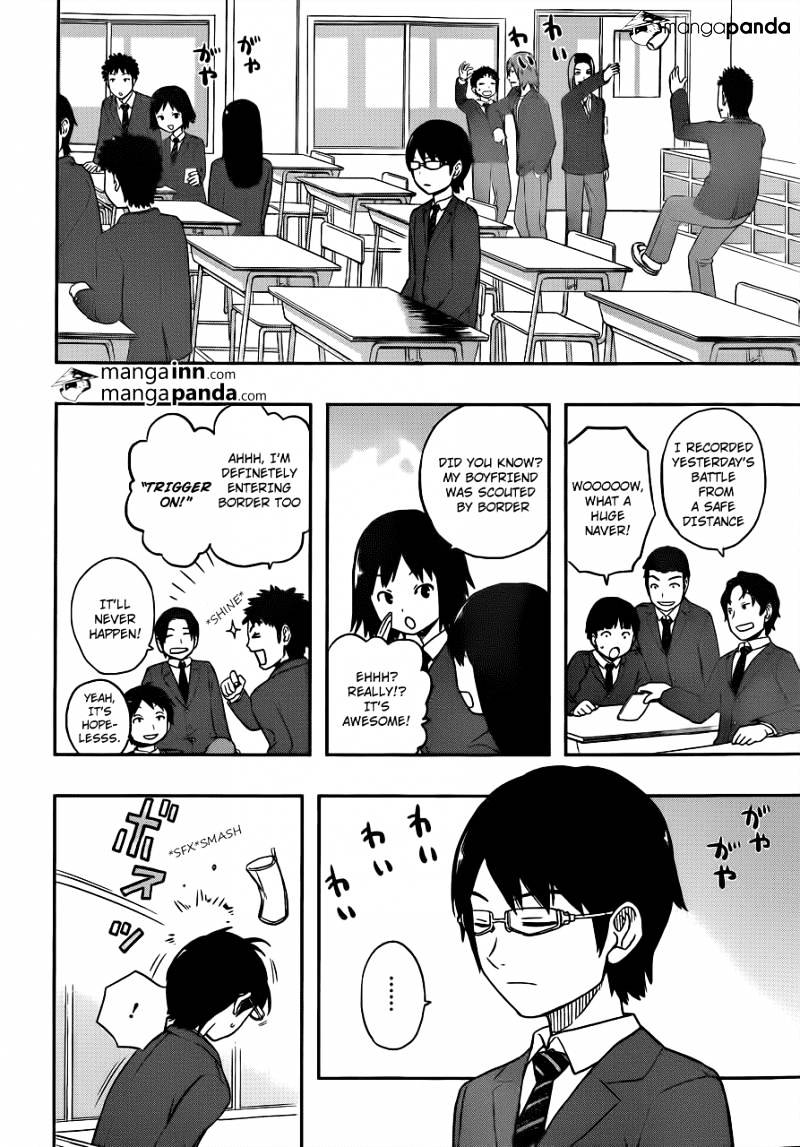 mangapanda
がや
がや
わい
わい
mangainn.com
mangapanda.com
I RECORDED
YESTERDAY'S
BATTLE
FROM
A SAFE
DISTANCE
WOOOOOW,
WHAT A
HUGE
NAVER!
DID YOU KNOW?
MY BOYFRIEND
WAS SCOUTED
BY BORDER
EHHH?
REALLY!?
IT'S
AWESOME!
AHHH, I'M
DEFINETELY
ENTERING
BORDER TOO
"TRIGGER
ON!"
*SHINE*
IT'LL
NEVER
HAPPEN!
YEAH,
IT'S
HOPE-
LESSS.
がや
がや
わい
わい
........
ボスッ
*SFX*SMASH
!